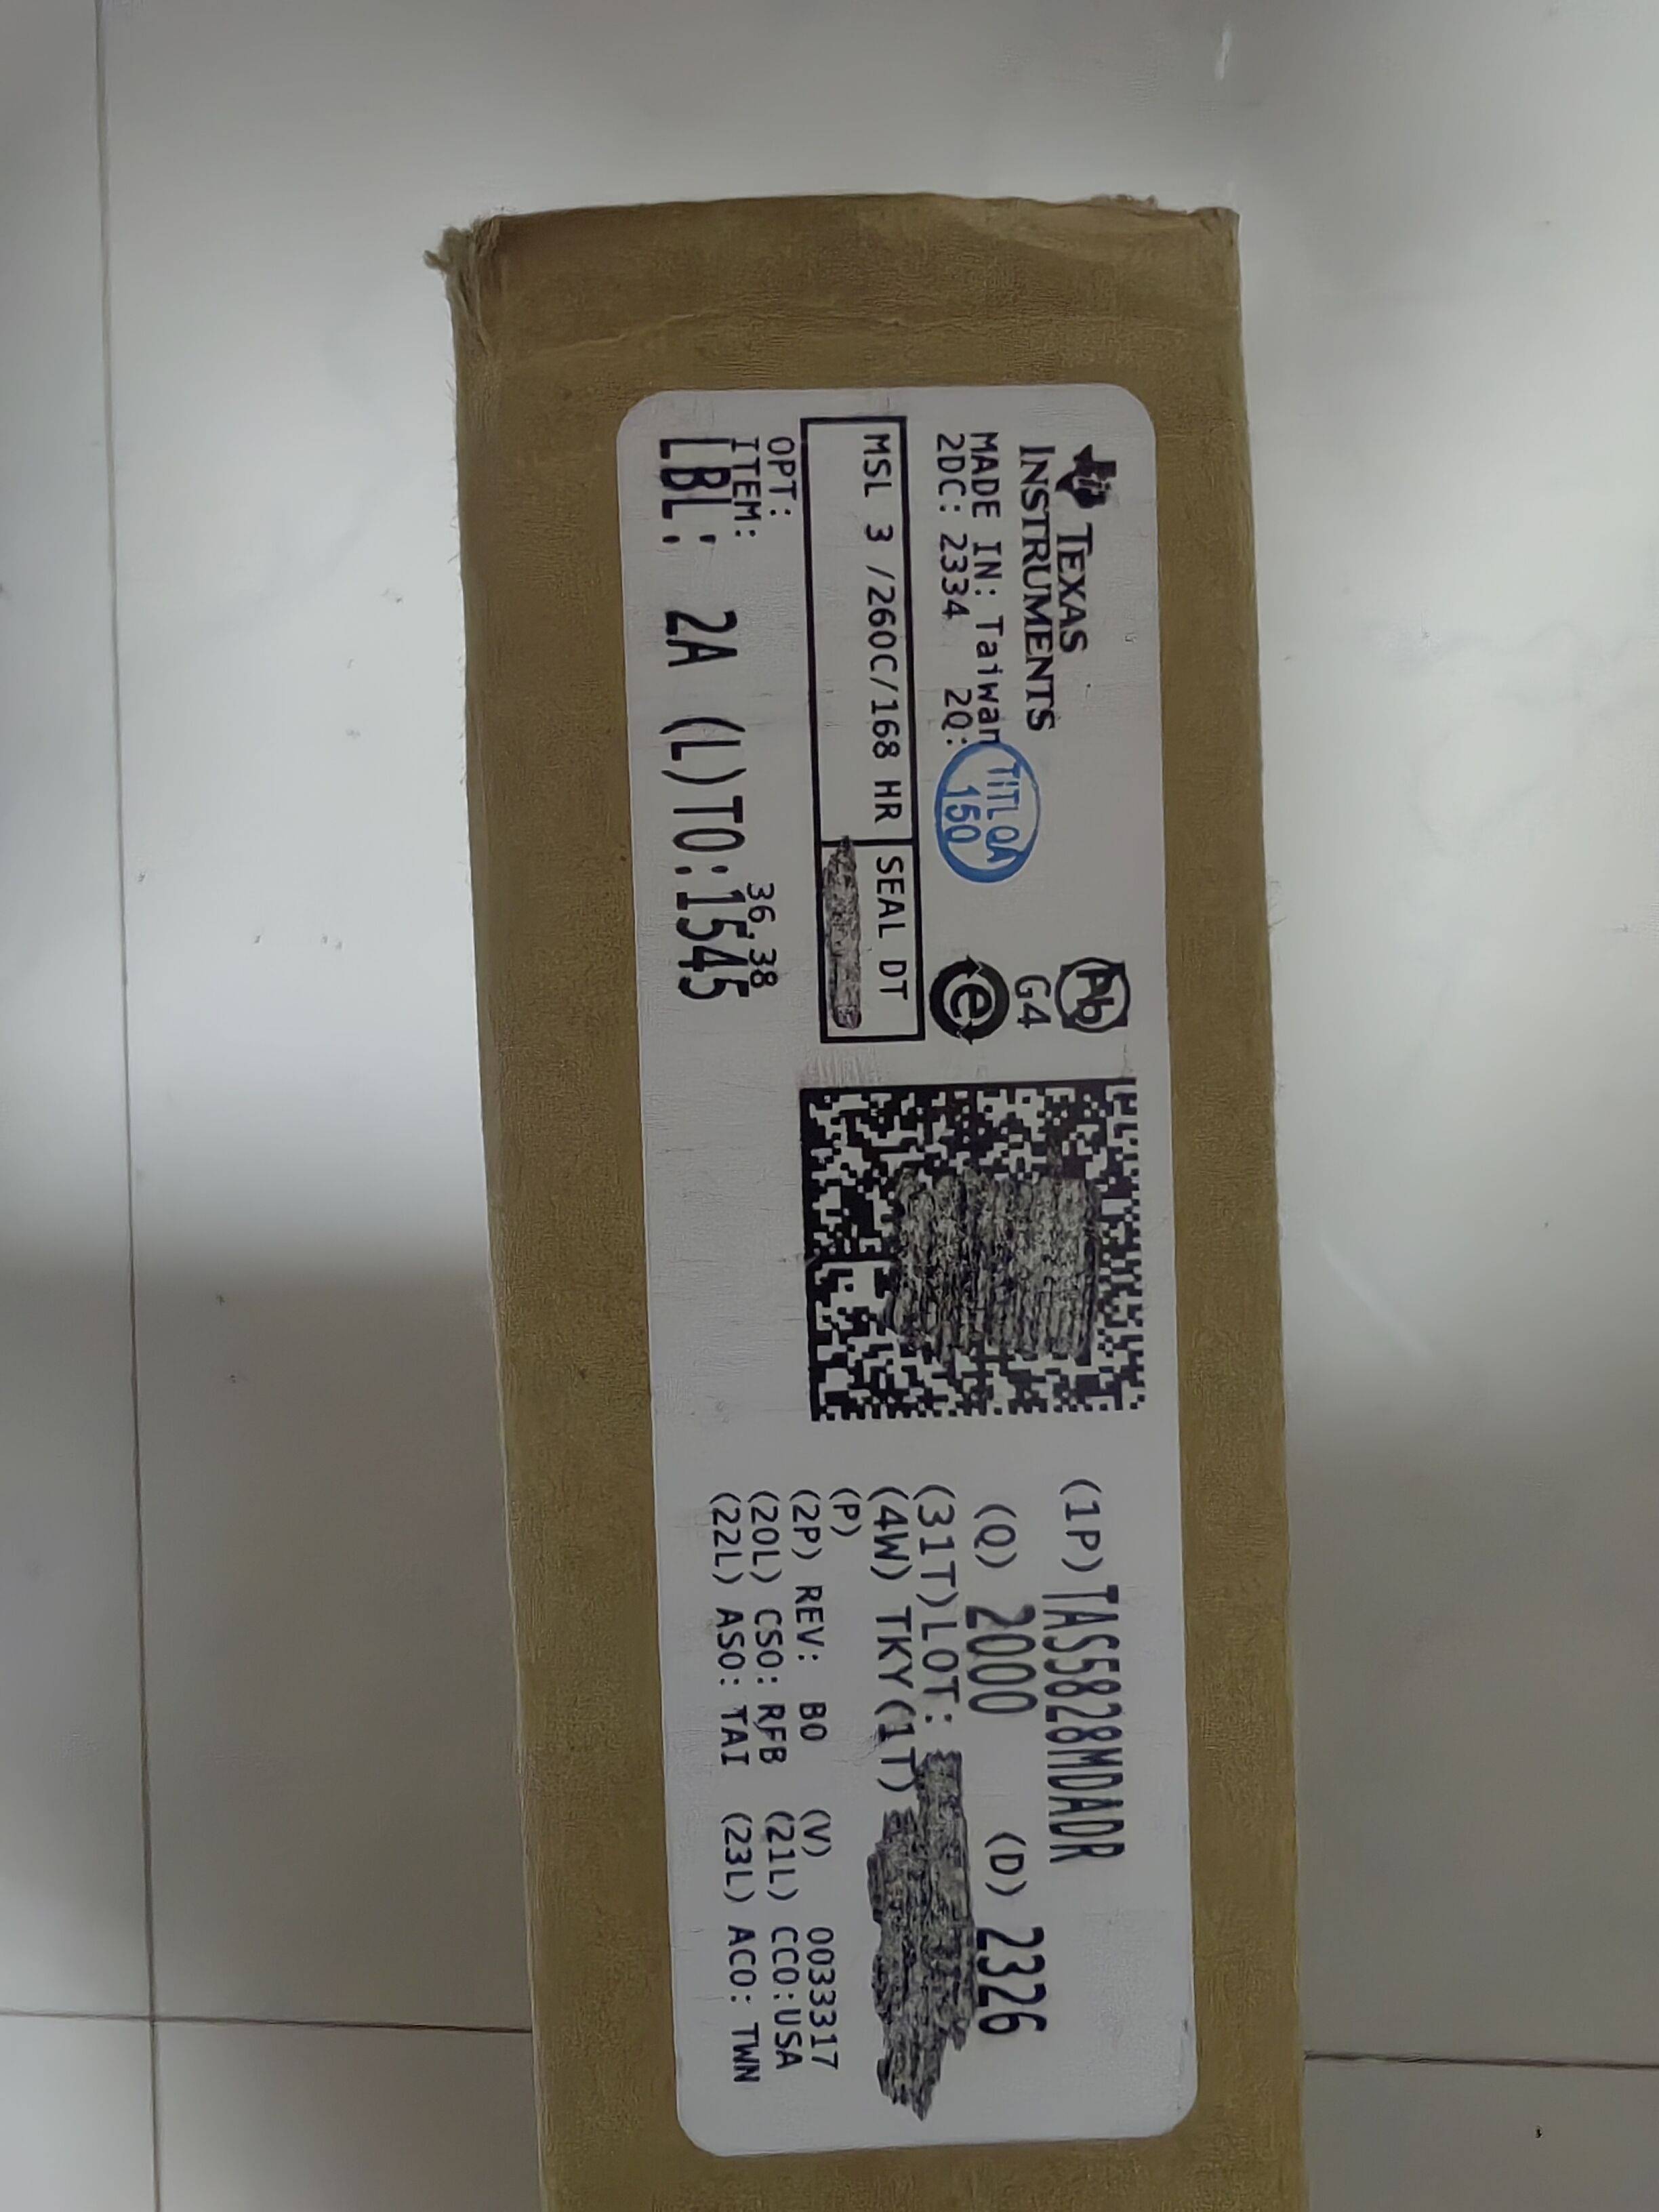 TEXAS
INSTRUMENTS
MADE IN: Taiwan
2DC: 2334 2Q:
TITL QA
150
MSL 3 /260C/168 HR
SEAL DT
OPT:
ITEM:
36,38
LBL: 2A (L)TO:1545
Pb
G4
e
(1P)TAS5828MDADR
(Q) 2000 (D) 2326
(31T)LOT:
(4W) TKY(1T)
(P)
(2P) REV: B0 (V) 0033317
(20L) CSO: RFB (21L) CCO:USA
(22L) ASO: TAI (23L) ACO: TWN